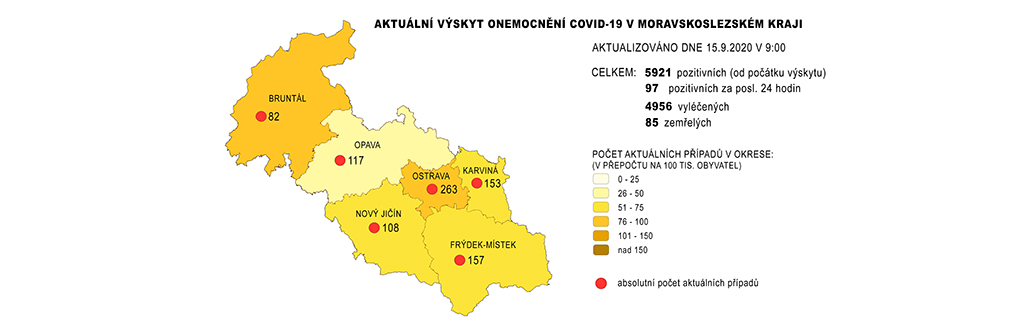 AKTUÁLNÍ VÝSKYT ONEMOCNĚNÍ COVID-19 V MORAVSKOSLEZSKÉM KRAJI
AKTUALIZOVÁNO DNE 15.9.2020 V 9:00
CELKEM: 5921 pozitivních (od počátku výskytu)
97 pozitivních za posl. 24 hodin
4956 vyléčených
85 zemřelých
BRUNTÁL
82
OPAVA
117
OSTRAVA
263
KARVINÁ
153
NOVÝ JIČÍN
108
FRÝDEK-MÍSTEK
157
POČET AKTUÁLNÍCH PŘÍPADŮ V OKRESE:
(V PŘEPOČTU NA 100 TIS. OBYVATEL)
0 - 25
26 - 50
51 - 75
76 - 100
101 - 150
nad 150
absolutní počet aktuálních případů